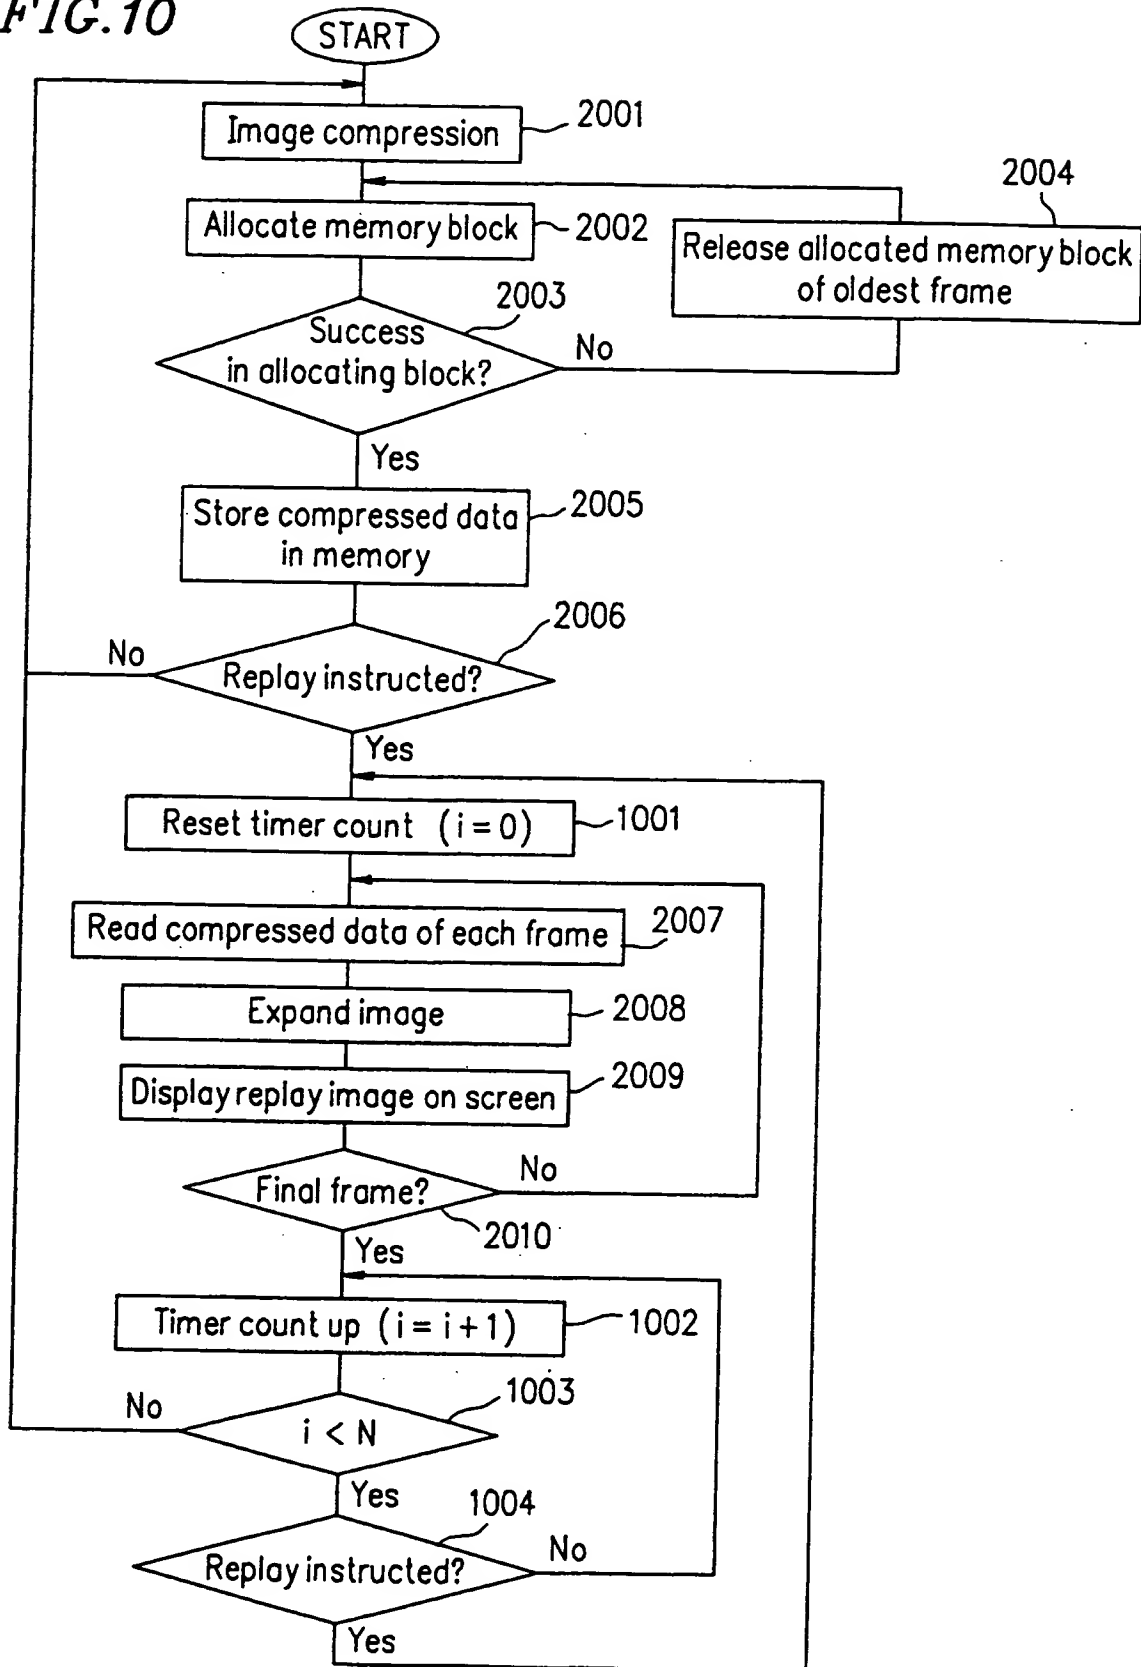 FIG.10
START
Image compression
2001
2004
Allocate memory block
2002
Release allocated memory block
of oldest frame
2003
Success
in allocating block?
No
Yes
Store compressed data
in memory
2005
2006
No
Replay instructed?
Yes
Reset timer count (i=0)
1001
Read compressed data of each frame
2007
Expand image
2008
Display replay image on screen
2009
No
Final frame?
2010
Yes
Timer count up (i=i+1)
1002
1003
No
i < N
Yes
1004
Replay instructed?
No
Yes